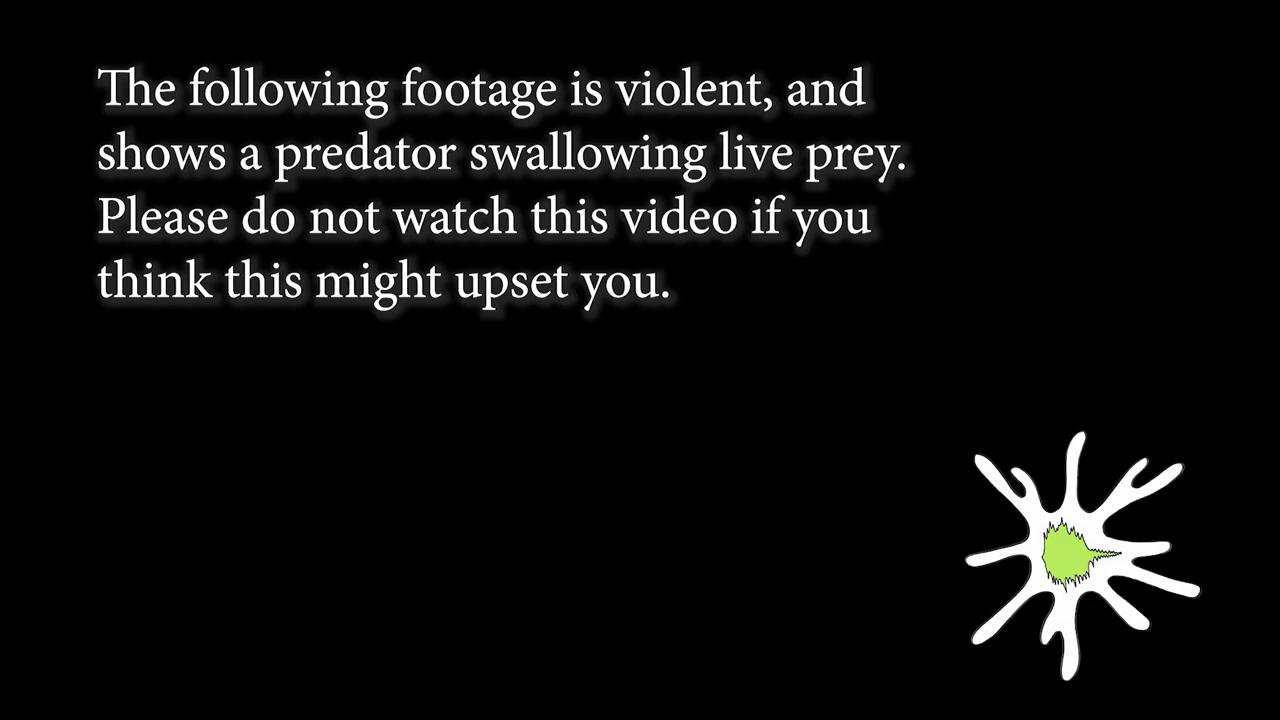 The following footage is violent, and
shows a predator swallowing live prey.
Please do not watch this video if you
think this might upset you.